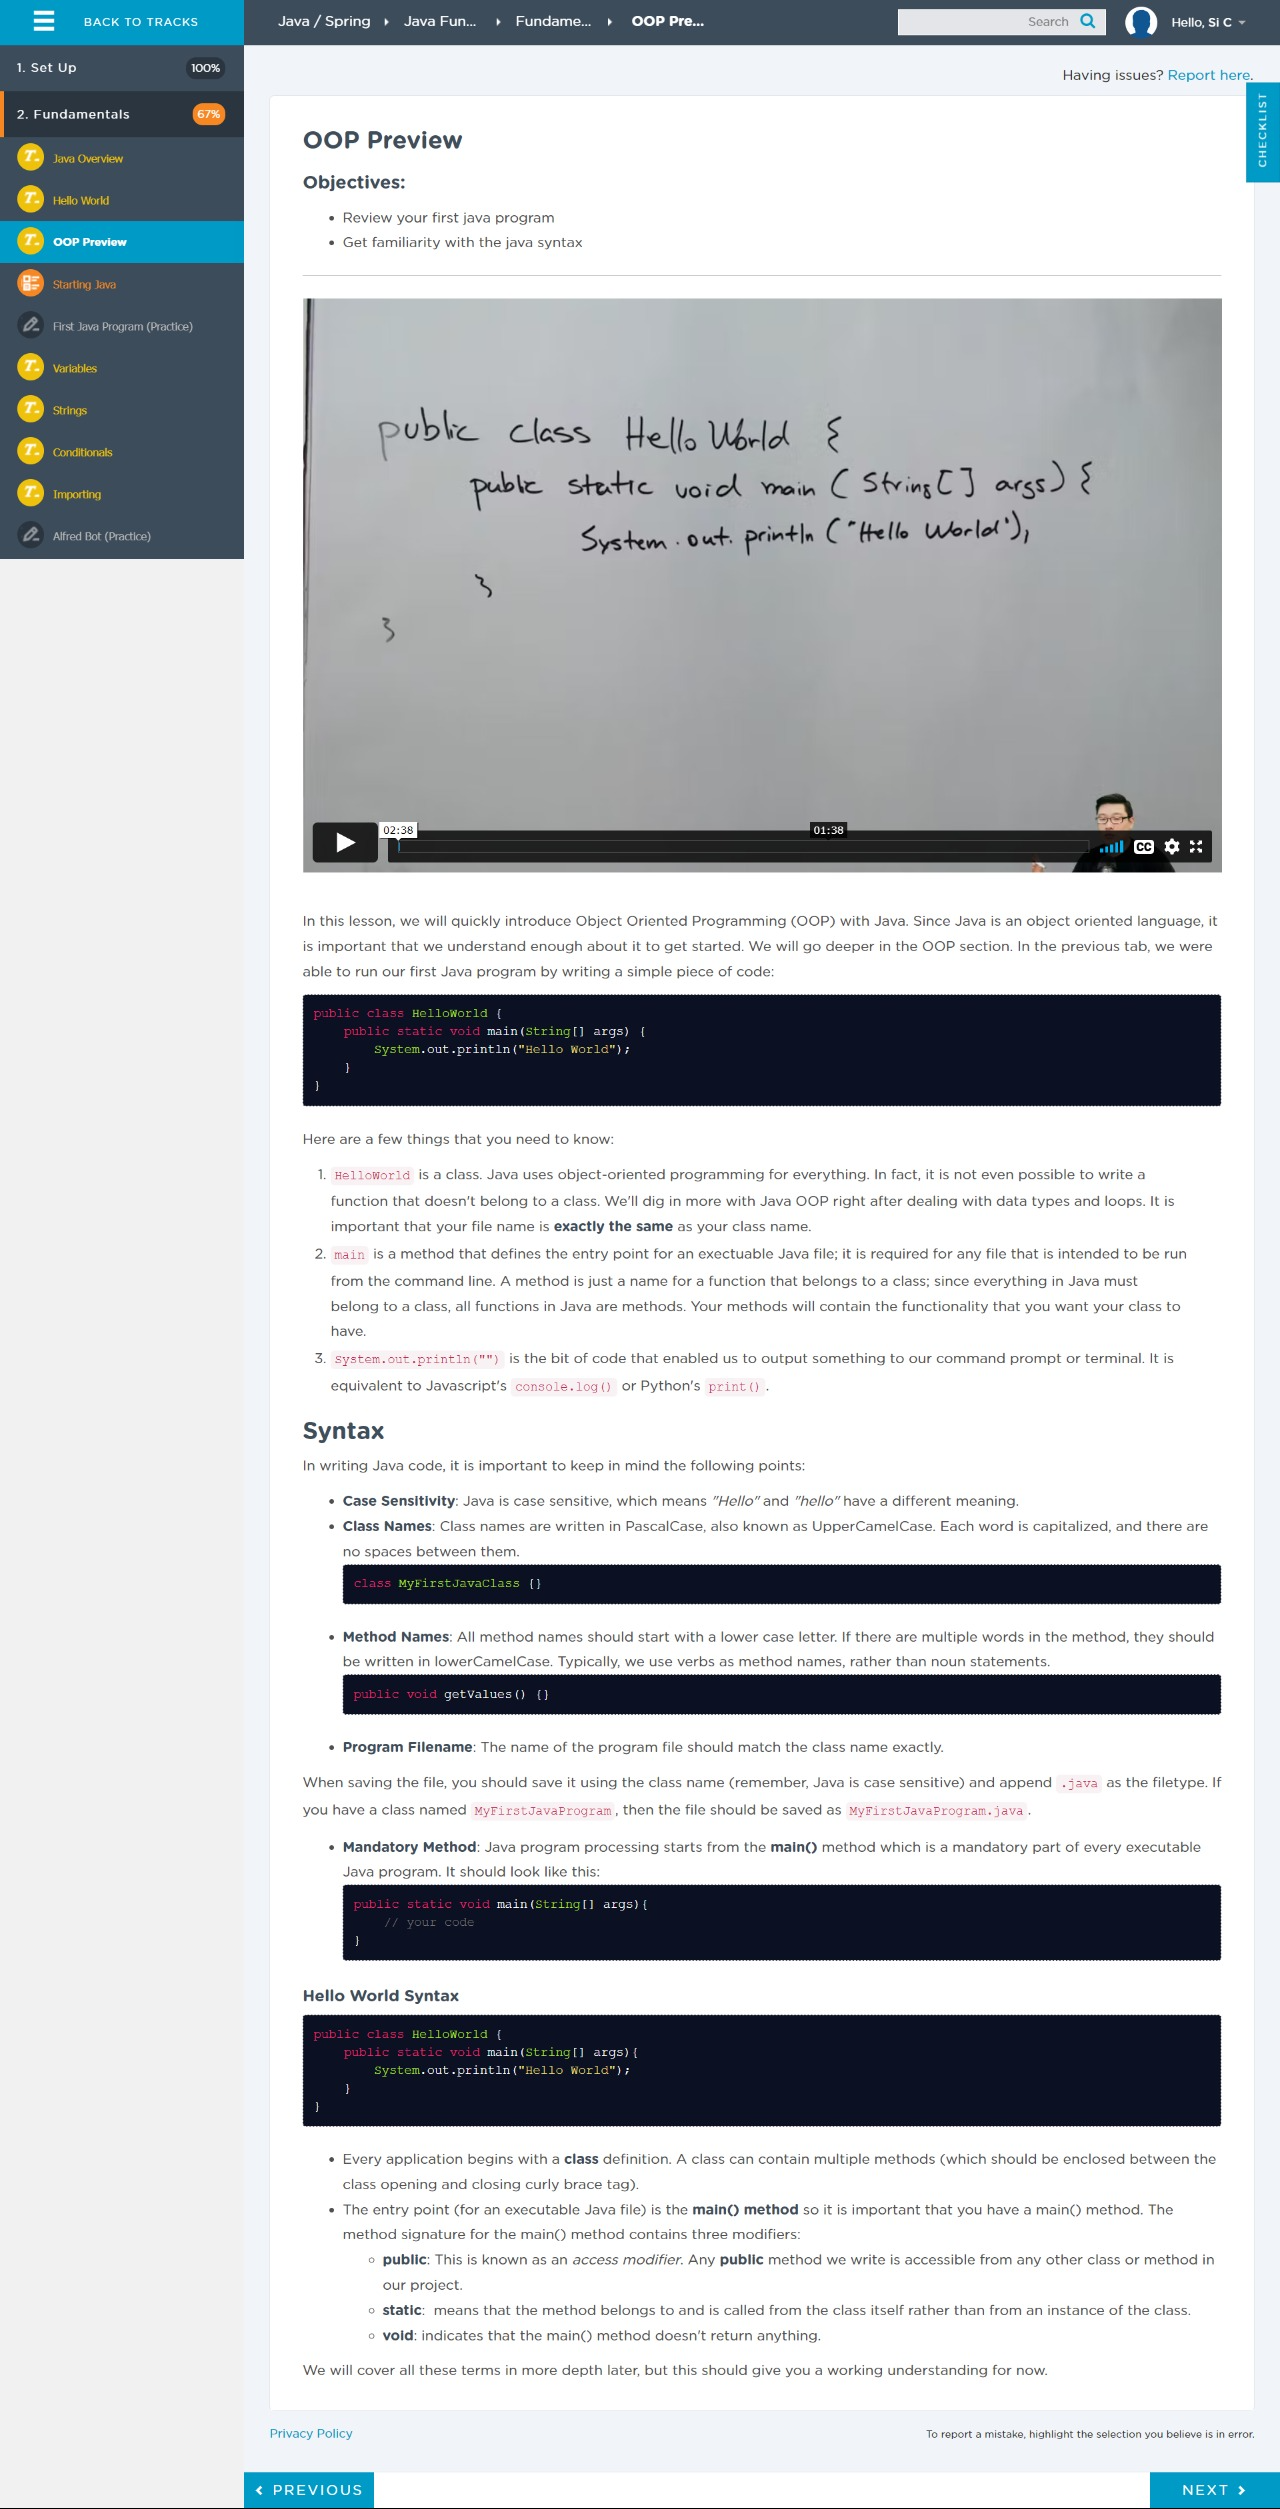 BACK TO TRACKS
Java / Spring
Java Fun...
Fundame...
OOP Pre...
Search
Hello, Si C
1. Set Up
100%
2. Fundamentals
67%
Java Overview
Hello World
OOP Preview
Starting Java
First Java Program (Practice)
Variables
Strings
Conditionals
Importing
Alfred Bot (Practice)
Having issues? Report here.
CHECKLIST
OOP Preview
Objectives:
Review your first java program
Get familiarity with the java syntax
public class Hello World {
public static void main (String[] args) {
System.out.println ("Hello World");
}
}
02:38
01:38
CC
In this lesson, we will quickly introduce Object Oriented Programming (OOP) with Java. Since Java is an object oriented language, it
is important that we understand enough about it to get started. We will go deeper in the OOP section. In the previous tab, we were
able to run our first Java program by writing a simple piece of code:
public class HelloWorld {
public static void main(String[] args) {
System.out.println("Hello World");
}
}
Here are a few things that you need to know:
1. HelloWorld is a class. Java uses object-oriented programming for everything. In fact, it is not even possible to write a
function that doesn't belong to a class. We'll dig in more with Java OOP right after dealing with data types and loops. It is
important that your file name is exactly the same as your class name.
2. main is a method that defines the entry point for an exectuable Java file; it is required for any file that is intended to be run
from the command line. A method is just a name for a function that belongs to a class; since everything in Java must
belong to a class, all functions in Java are methods. Your methods will contain the functionality that you want your class to
have.
3. System.out.println("") is the bit of code that enabled us to output something to our command prompt or terminal. It is
equivalent to Javascript's console.log() or Python's print().
Syntax
In writing Java code, it is important to keep in mind the following points:
Case Sensitivity: Java is case sensitive, which means "Hello" and "hello" have a different meaning.
Class Names: Class names are written in PascalCase, also known as UpperCamelCase. Each word is capitalized, and there are
no spaces between them.
class MyFirstJavaClass {}
Method Names: All method names should start with a lower case letter. If there are multiple words in the method, they should
be written in lowerCamelCase. Typically, we use verbs as method names, rather than noun statements.
public void getValues() {}
Program Filename: The name of the program file should match the class name exactly.
When saving the file, you should save it using the class name (remember, Java is case sensitive) and append .java as the filetype. If
you have a class named MyFirstJavaProgram, then the file should be saved as MyFirstJavaProgram.java.
Mandatory Method: Java program processing starts from the main() method which is a mandatory part of every executable
Java program. It should look like this:
public static void main(String[] args){
// your code
}
Hello World Syntax
public class HelloWorld {
public static void main(String[] args){
System.out.println("Hello World");
}
}
Every application begins with a class definition. A class can contain multiple methods (which should be enclosed between the
class opening and closing curly brace tag).
The entry point (for an executable Java file) is the main() method so it is important that you have a main() method. The
method signature for the main() method contains three modifiers:
public: This is known as an access modifier. Any public method we write is accessible from any other class or method in
our project.
static: means that the method belongs to and is called from the class itself rather than from an instance of the class.
void: indicates that the main() method doesn't return anything.
We will cover all these terms in more depth later, but this should give you a working understanding for now.
Privacy Policy
To report a mistake, highlight the selection you believe is in error.
PREVIOUS
NEXT